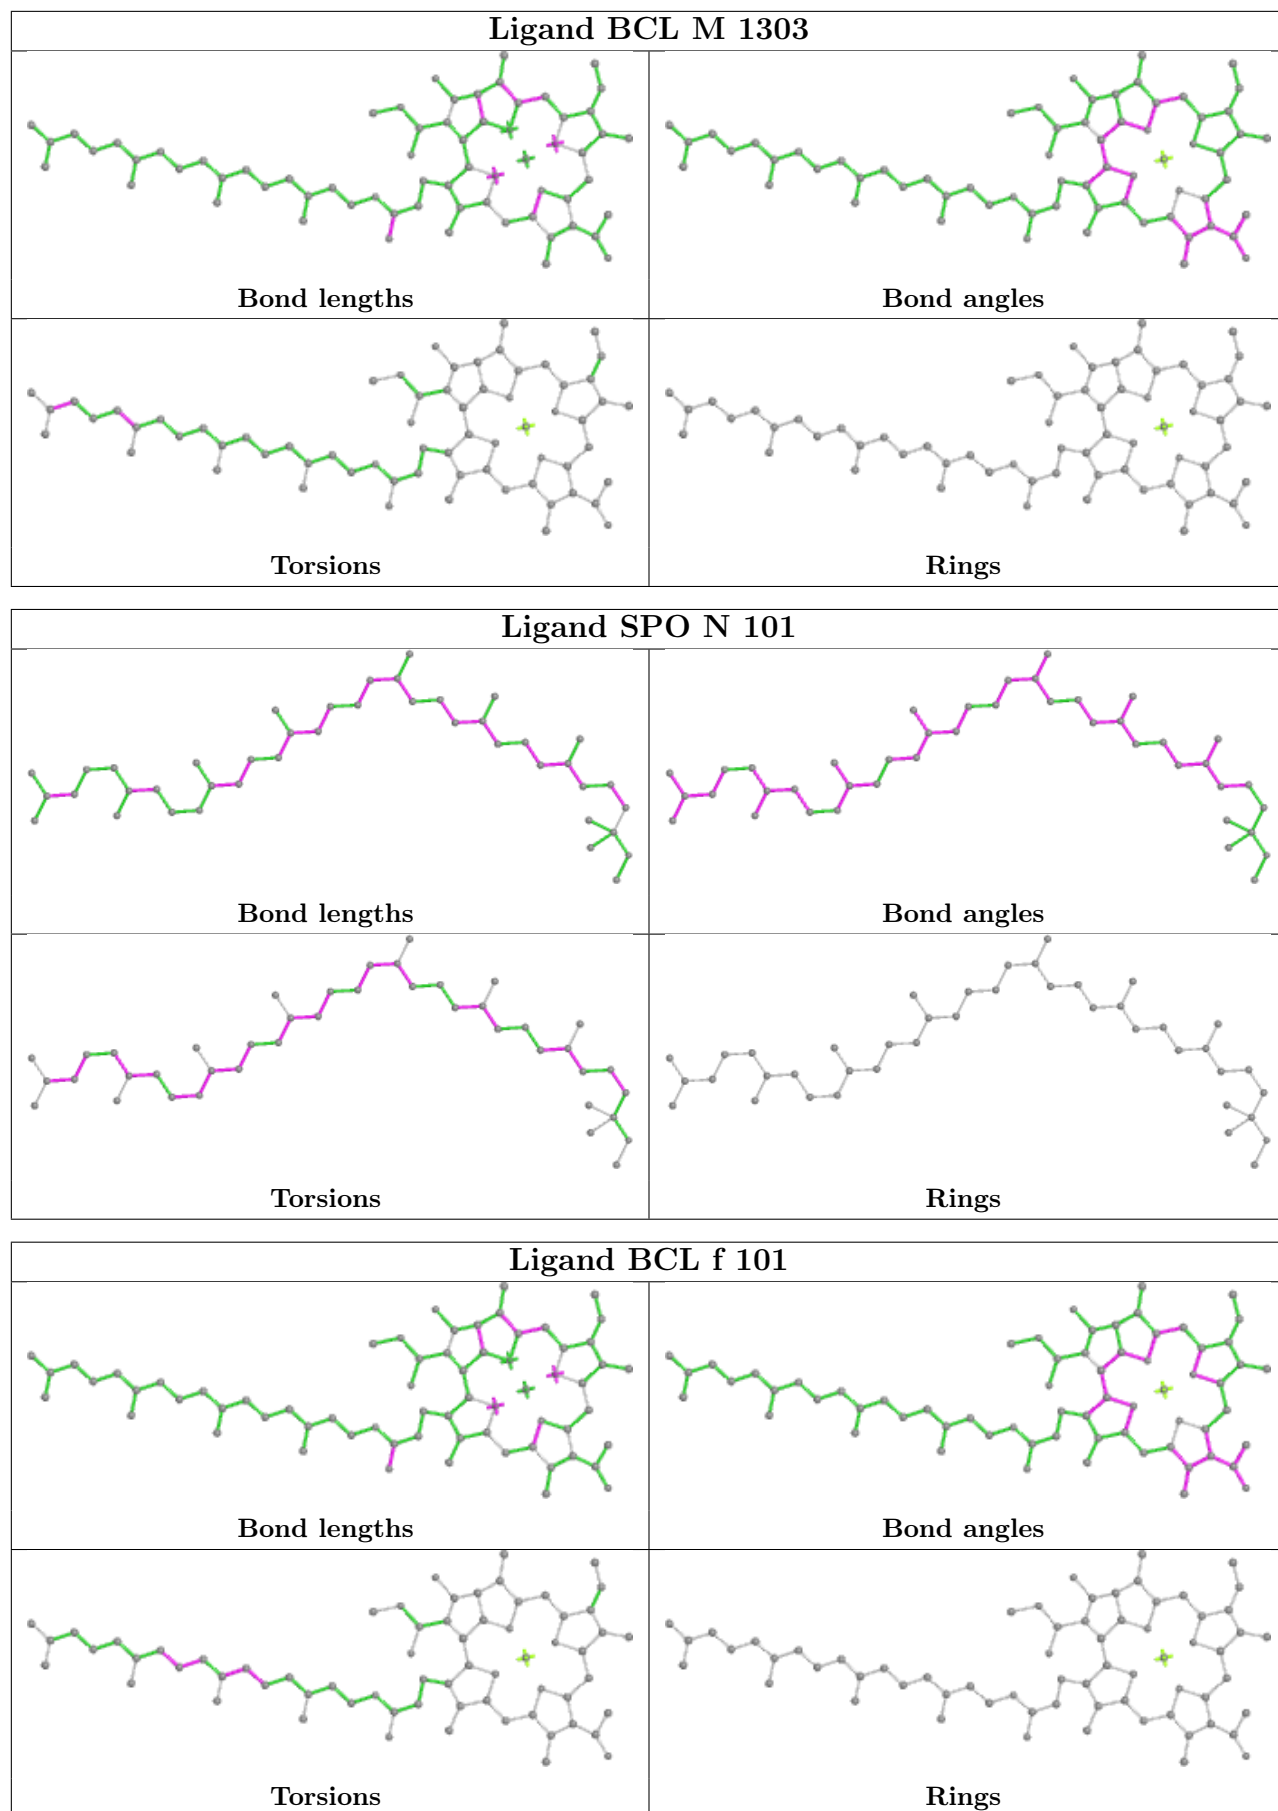 Ligand BCL M 1303
Bond lengths
Bond angles
Torsions
Rings
Ligand SPO N 101
Bond lengths
Bond angles
Torsions
Rings
Ligand BCL f 101
Bond lengths
Bond angles
Torsions
Rings